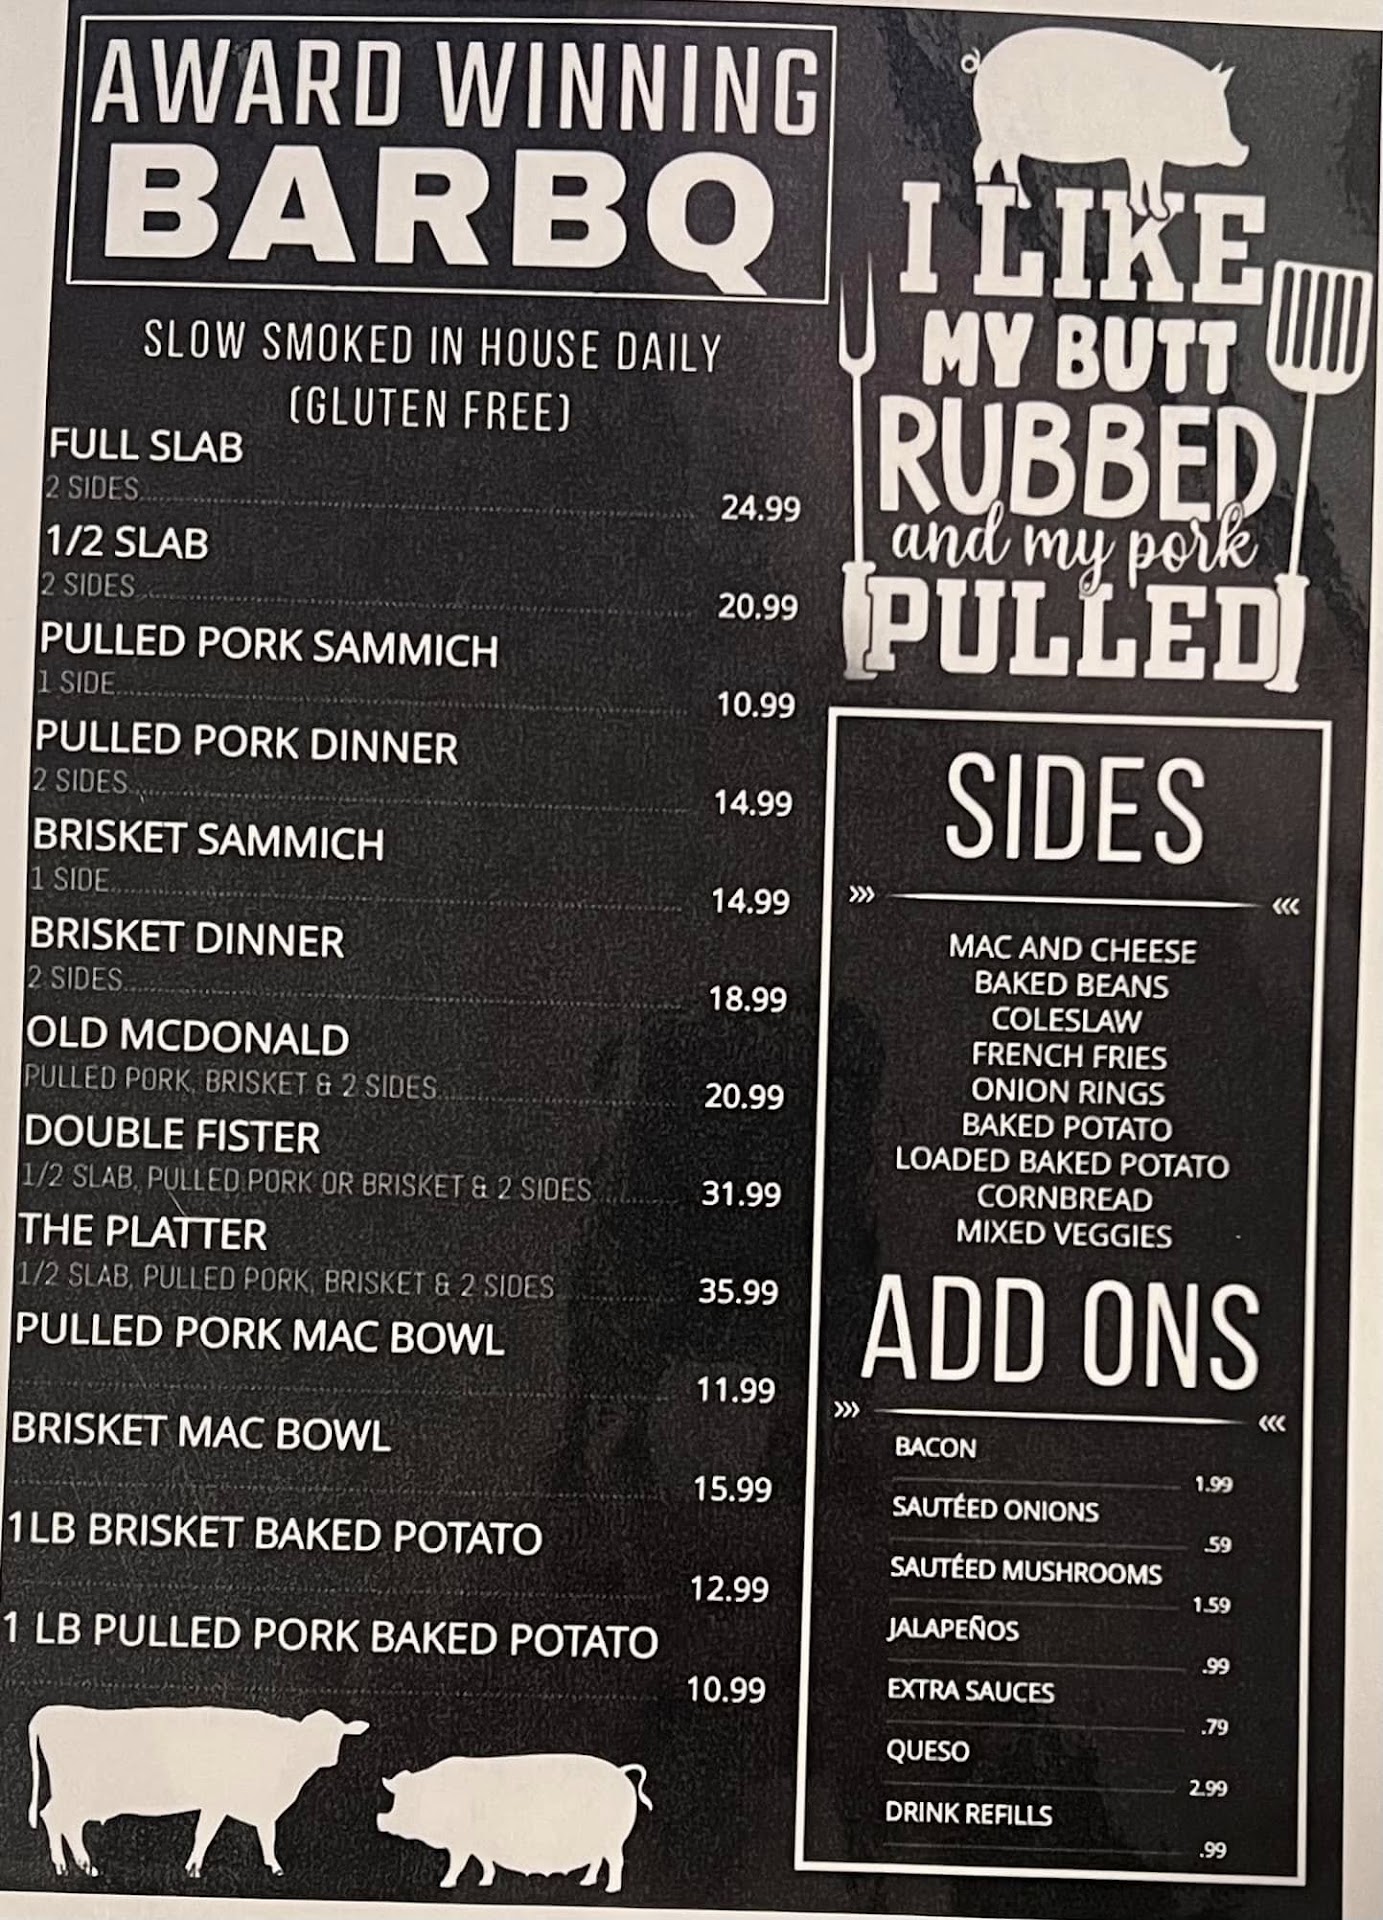 AWARD WINNING
BARBQ
SLOW SMOKED IN HOUSE DAILY
(GLUTEN FREE)
FULL SLAB
2 SIDES 24.99
1/2 SLAB
2 SIDES 20.99
PULLED PORK SAMMICH
1 SIDE 10.99
PULLED PORK DINNER
2 SIDES 14.99
BRISKET SAMMICH
1 SIDE 14.99
BRISKET DINNER
2 SIDES 18.99
OLD MCDONALD
PULLED PORK, BRISKET & 2 SIDES 20.99
DOUBLE FISTER
1/2 SLAB, PULLED PORK OR BRISKET & 2 SIDES 31.99
THE PLATTER
1/2 SLAB, PULLED PORK, BRISKET & 2 SIDES 35.99
PULLED PORK MAC BOWL
11.99
BRISKET MAC BOWL
15.99
1LB BRISKET BAKED POTATO
12.99
1 LB PULLED PORK BAKED POTATO
10.99
I LIKE
MY BUTT
RUBBED
and my pork
PULLED
SIDES
MAC AND CHEESE
BAKED BEANS
COLESLAW
FRENCH FRIES
ONION RINGS
BAKED POTATO
LOADED BAKED POTATO
CORNBREAD
MIXED VEGGIES
ADD ONS
BACON
1.99
SAUTÉED ONIONS
.59
SAUTÉED MUSHROOMS
1.59
JALAPEÑOS
.99
EXTRA SAUCES
.79
QUESO
2.99
DRINK REFILLS
.99